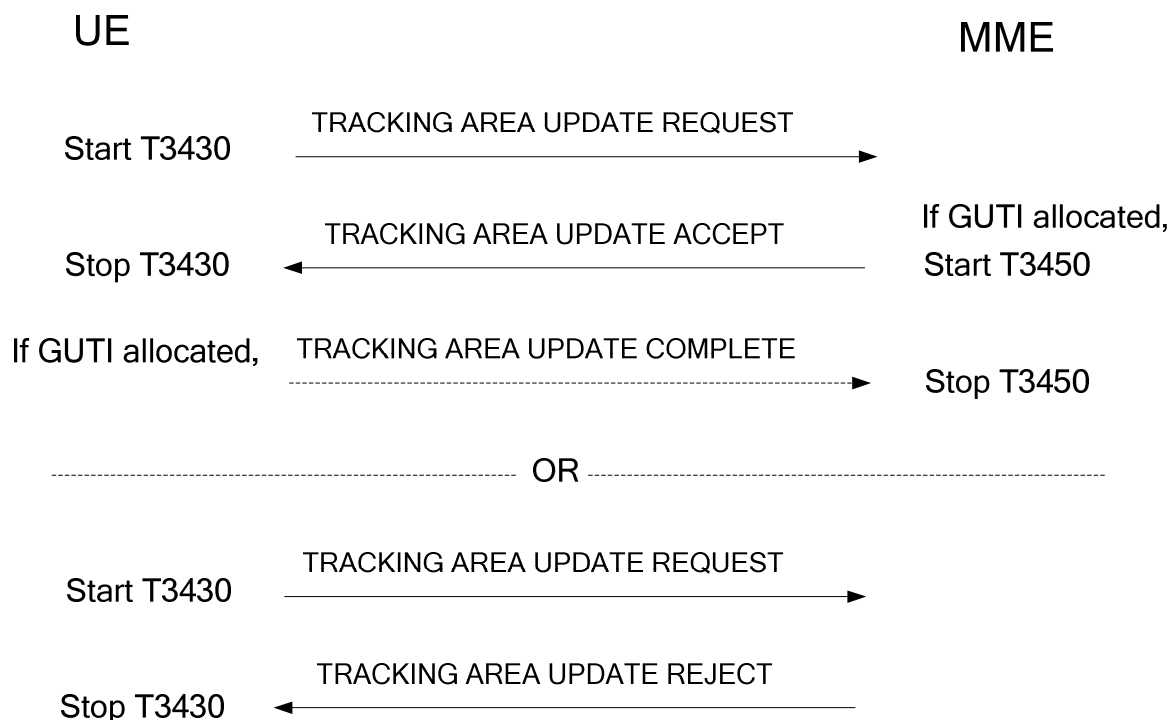 UE
MME
TRACKING AREA UPDATE REQUEST
Start T3430
If GUTI allocated,
TRACKING AREA UPDATE ACCEPT
Stop T3430
Start T3450
If GUTI allocated,
TRACKING AREA UPDATE COMPLETE
Stop T3450
OR
TRACKING AREA UPDATE REQUEST
Start T3430
TRACKING AREA UPDATE REJECT
Stop T3430